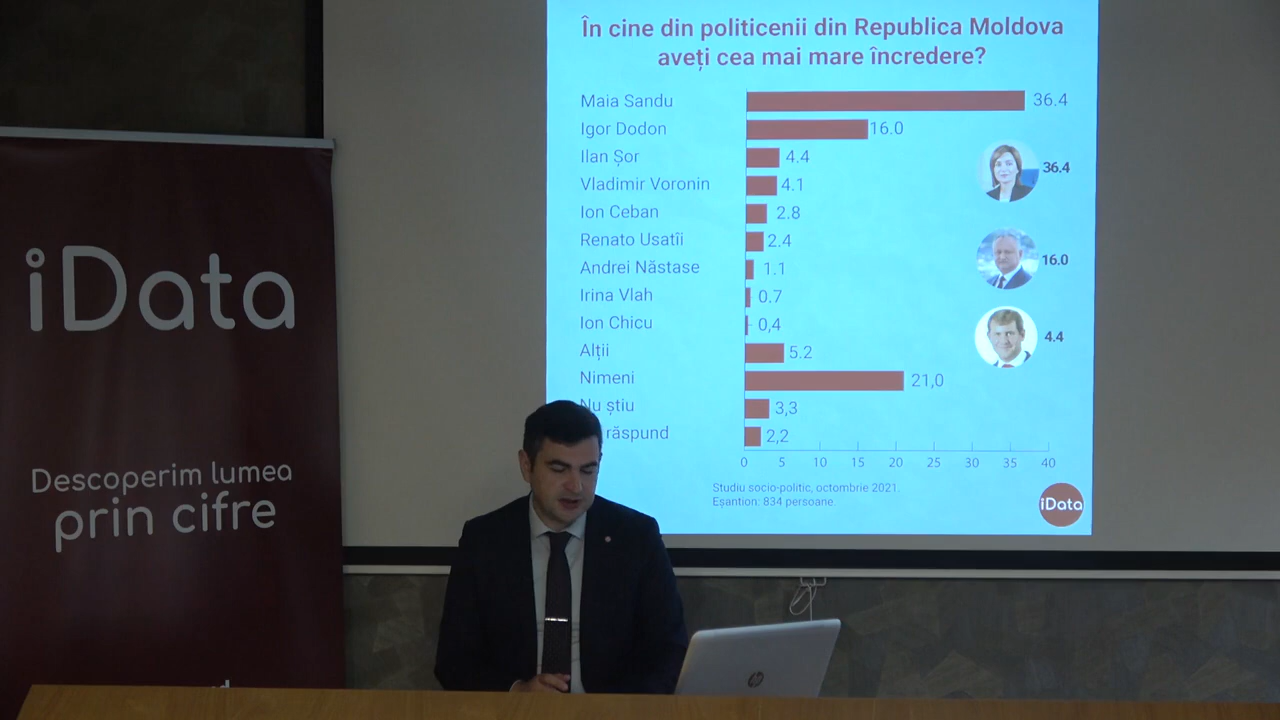 În cine din politicenii din Republica Moldova
aveți cea mai mare încredere?
Maia Sandu 36.4
Igor Dodon 16.0
Ilan Șor 4.4
Vladimir Voronin 4.1
Ion Ceban 2.8
Renato Usatîi 2.4
Andrei Năstase 1.1
Irina Vlah 0.7
Ion Chicu 0,4
Alții 5.2
Nimeni 21,0
Nu știu 3,3
răspund 2,2
0 5 10 15 20 25 30 35 40
36.4
16.0
4.4
Studiu socio-politic, octombrie 2021.
Eșantion: 834 persoane.
iData
iData
Descoperim lumea
prin cifre
hp